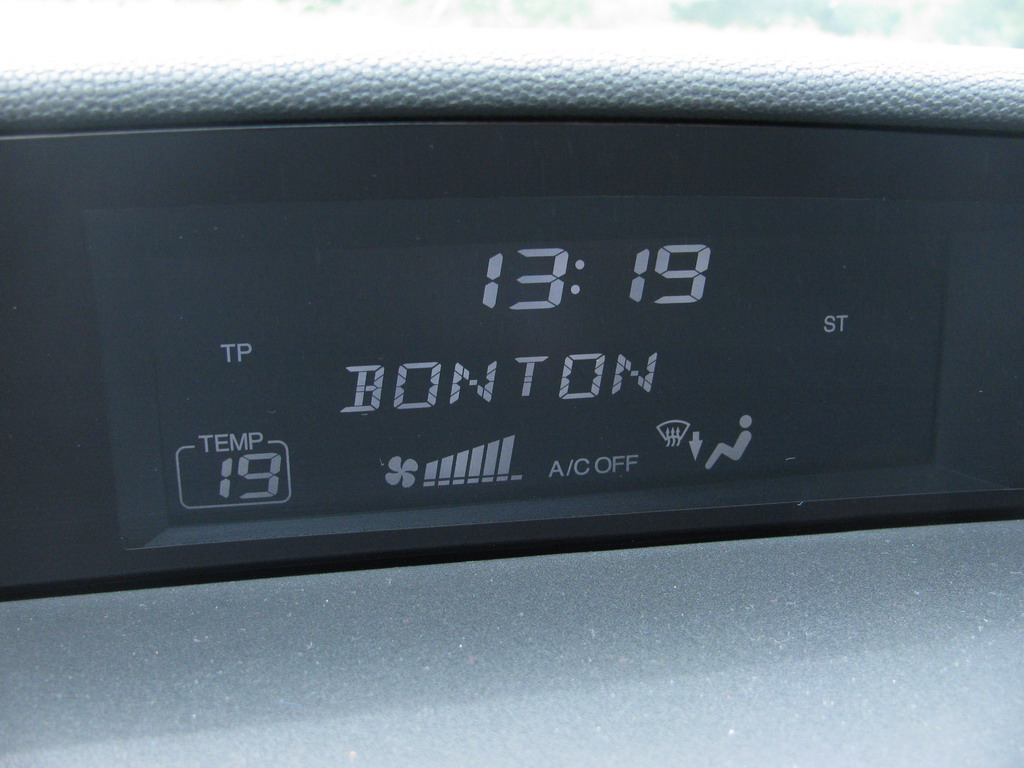 13:19
ST
TP
BONTON
TEMP
19
A/C OFF